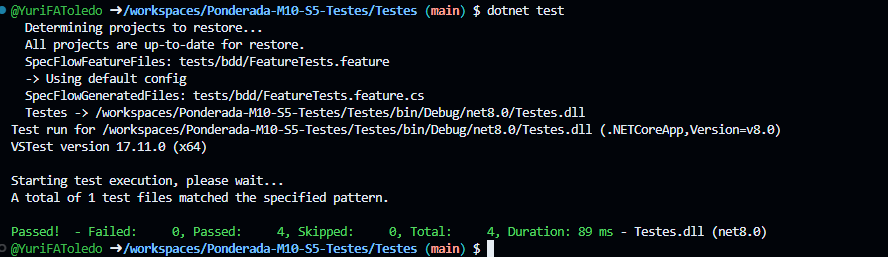 @YuriFAToledo ➜/workspaces/Ponderada-M10-S5-Testes/Testes (main) $ dotnet test
  Determining projects to restore...
  All projects are up-to-date for restore.
  SpecFlowFeatureFiles: tests/bdd/FeatureTests.feature
  -> Using default config
  SpecFlowGeneratedFiles: tests/bdd/FeatureTests.feature.cs
  Testes -> /workspaces/Ponderada-M10-S5-Testes/Testes/bin/Debug/net8.0/Testes.dll
Test run for /workspaces/Ponderada-M10-S5-Testes/Testes/bin/Debug/net8.0/Testes.dll (.NETCoreApp,Version=v8.0)
VSTest version 17.11.0 (x64)

Starting test execution, please wait...
A total of 1 test files matched the specified pattern.

Passed!  - Failed:     0, Passed:     4, Skipped:     0, Total:     4, Duration: 89 ms - Testes.dll (net8.0)
@YuriFAToledo ➜/workspaces/Ponderada-M10-S5-Testes/Testes (main) $